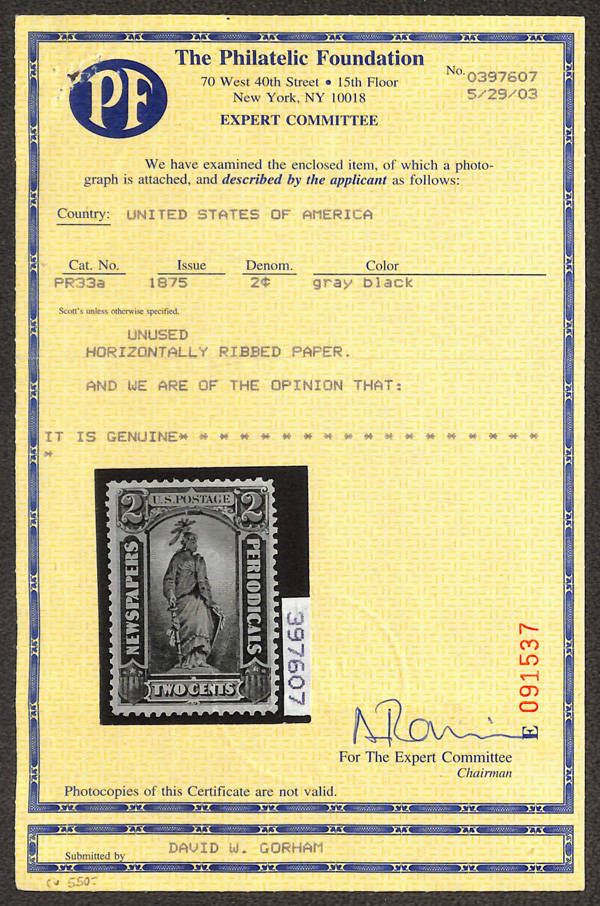 PF
The Philatelic Foundation
70 West 40th Street • 15th Floor
New York, NY 10018
EXPERT COMMITTEE
No. 0397607
5/29/03
We have examined the enclosed item, of which a photo-
graph is attached, and described by the applicant as follows:
Country: UNITED STATES OF AMERICA
Cat. No. Issue Denom. Color
PR33a 1875 2¢ gray black
Scott's unless otherwise specified.
UNUSED
HORIZONTALLY RIBBED PAPER.
AND WE ARE OF THE OPINION THAT:
IT IS GENUINE* * * * * * * * * * * * * * * * * *
*
2 U.S. POSTAGE 2
NEWSPAPERS
PERIODICALS
TWO CENTS
397607
E 091537
For The Expert Committee
Chairman
Photocopies of this Certificate are not valid.
Submitted by DAVID W. GORHAM
cv 550-